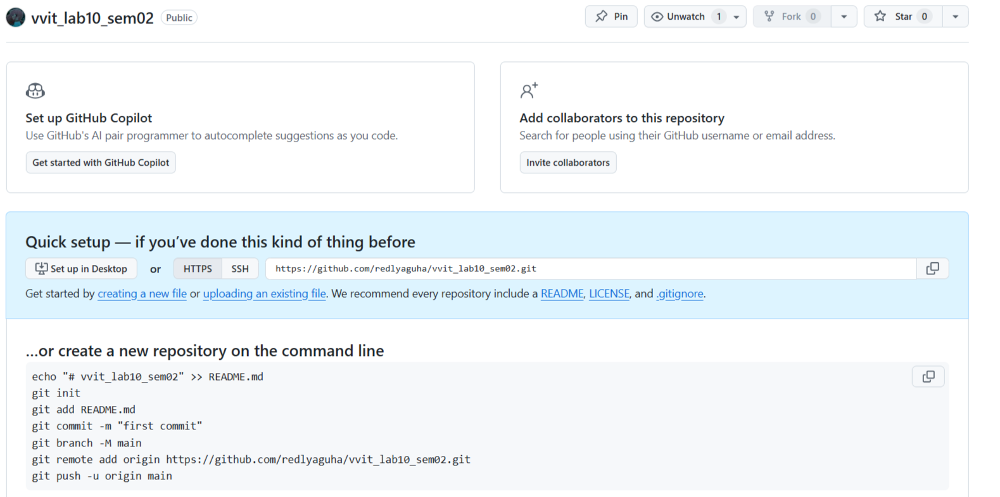 vvit_lab10_sem02 Public Pin Unwatch 1 Fork 0 Star 0
Set up GitHub Copilot
Use GitHub's AI pair programmer to autocomplete suggestions as you code.
Get started with GitHub Copilot
Add collaborators to this repository
Search for people using their GitHub username or email address.
Invite collaborators
Quick setup — if you’ve done this kind of thing before
Set up in Desktop or HTTPS SSH https://github.com/redlyaguha/vvit_lab10_sem02.git
Get started by creating a new file or uploading an existing file. We recommend every repository include a README, LICENSE, and .gitignore.
…or create a new repository on the command line
echo "# vvit_lab10_sem02" >> README.md
git init
git add README.md
git commit -m "first commit"
git branch -M main
git remote add origin https://github.com/redlyaguha/vvit_lab10_sem02.git
git push -u origin main